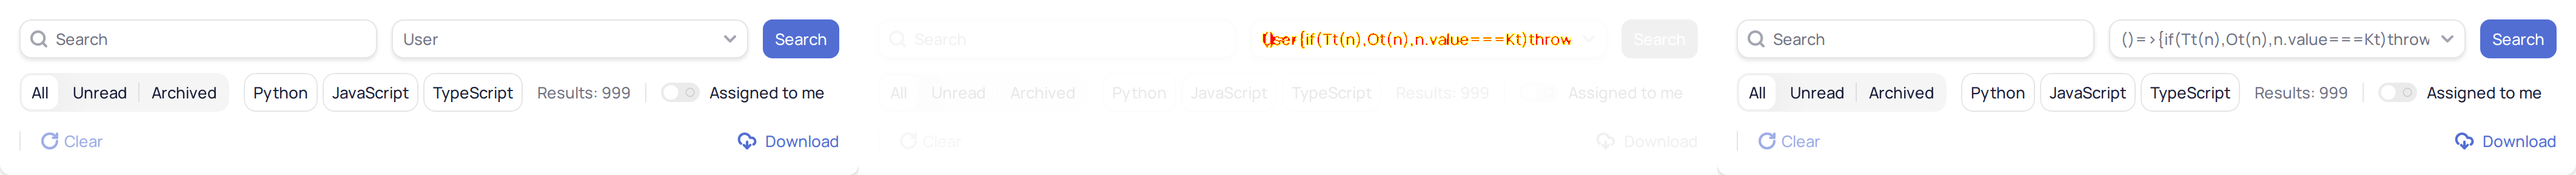 Search User Search
All Unread Archived Python JavaScript TypeScript Results: 999 Assigned to me
Clear Download
Search {if(Tt(n),Ot(n),n.value===Kt)throw Search
All Unread Archived Python JavaScript TypeScript Results: 999 Assigned to me
Clear Download
Search ()=>{if(Tt(n),Ot(n),n.value===Kt)throw Search
All Unread Archived Python JavaScript TypeScript Results: 999 Assigned to me
Clear Download